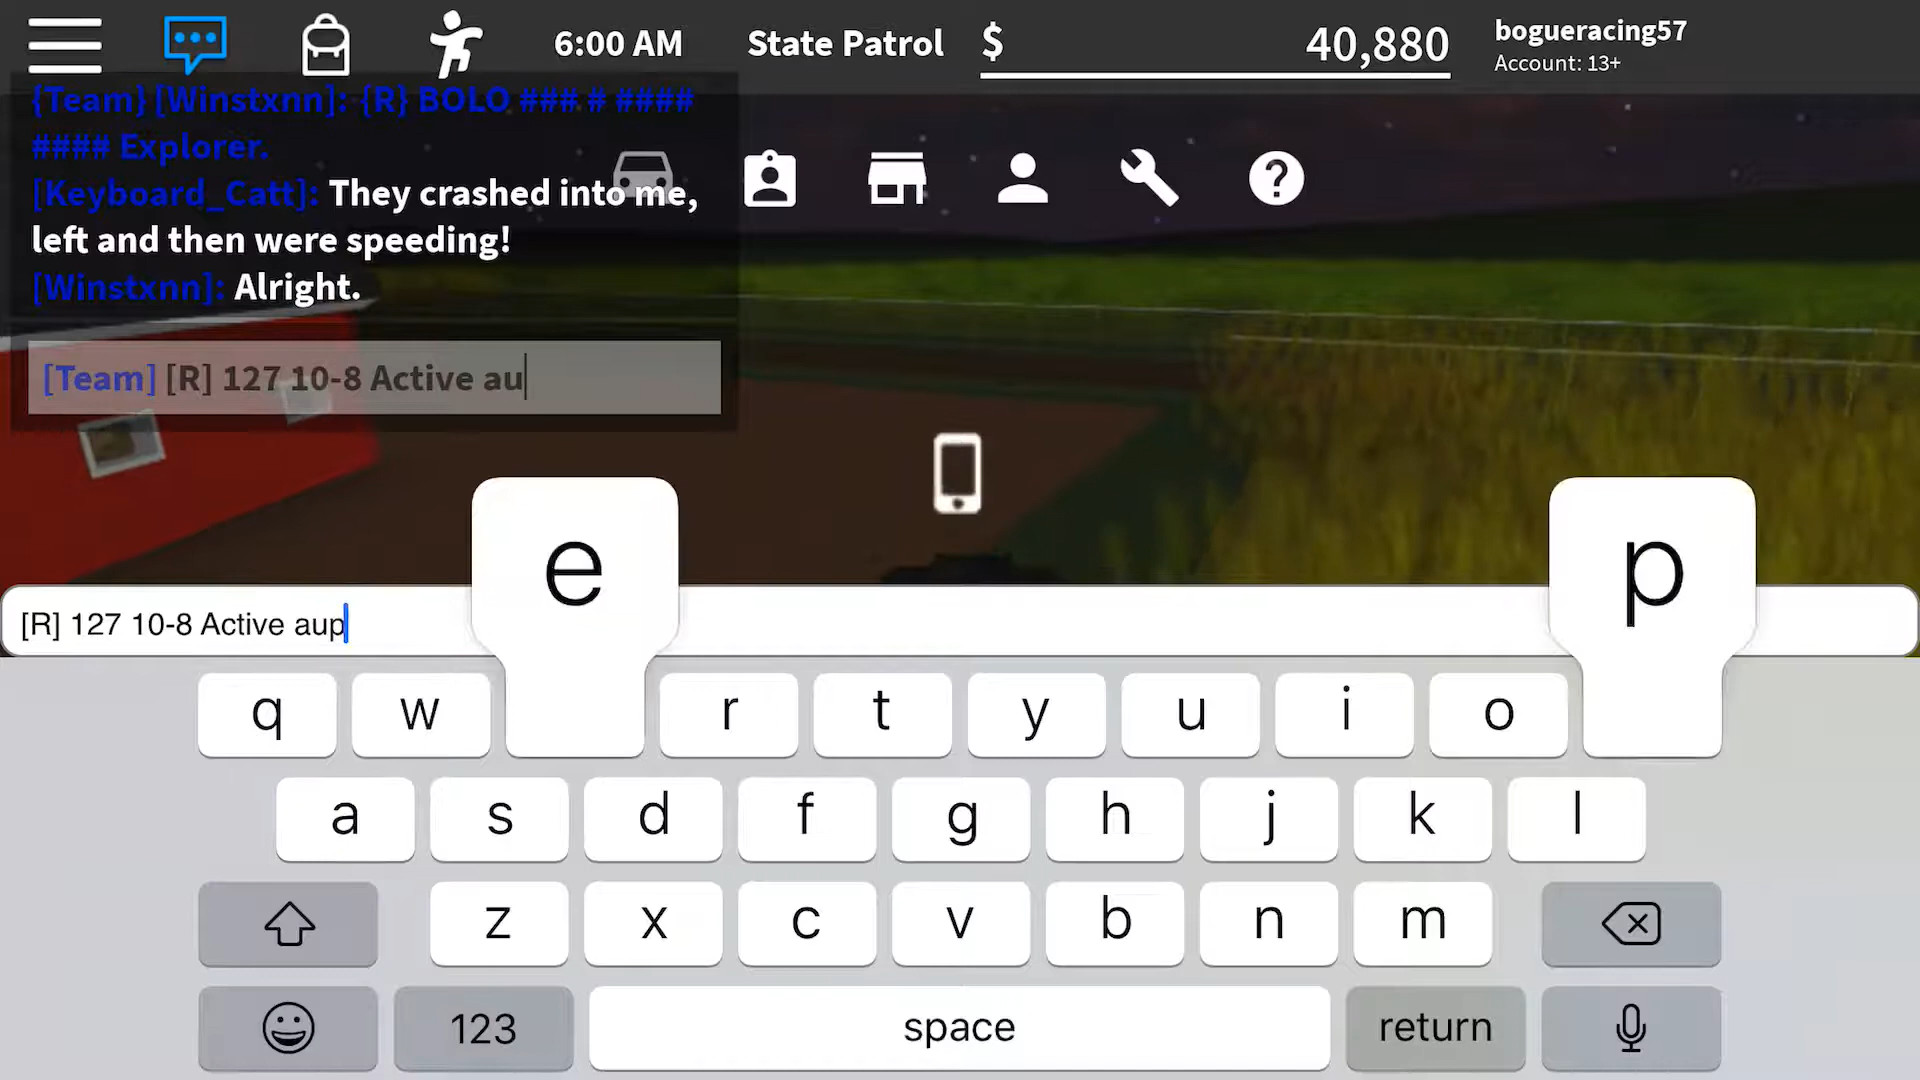 6:00 AM State Patrol $ 40,880 bogueracing57
Account: 13+
{Team} [Winstxnn]: {R} BOLO ### # ####
#### Explorer.
[Keyboard_Catt]: They crashed into me,
left and then were speeding!
[Winstxnn]: Alright.
[Team] [R] 127 10-8 Active au
[R] 127 10-8 Active aup
e p
q w r t y u i o
a s d f g h j k l
z x c v b n m
123 space return